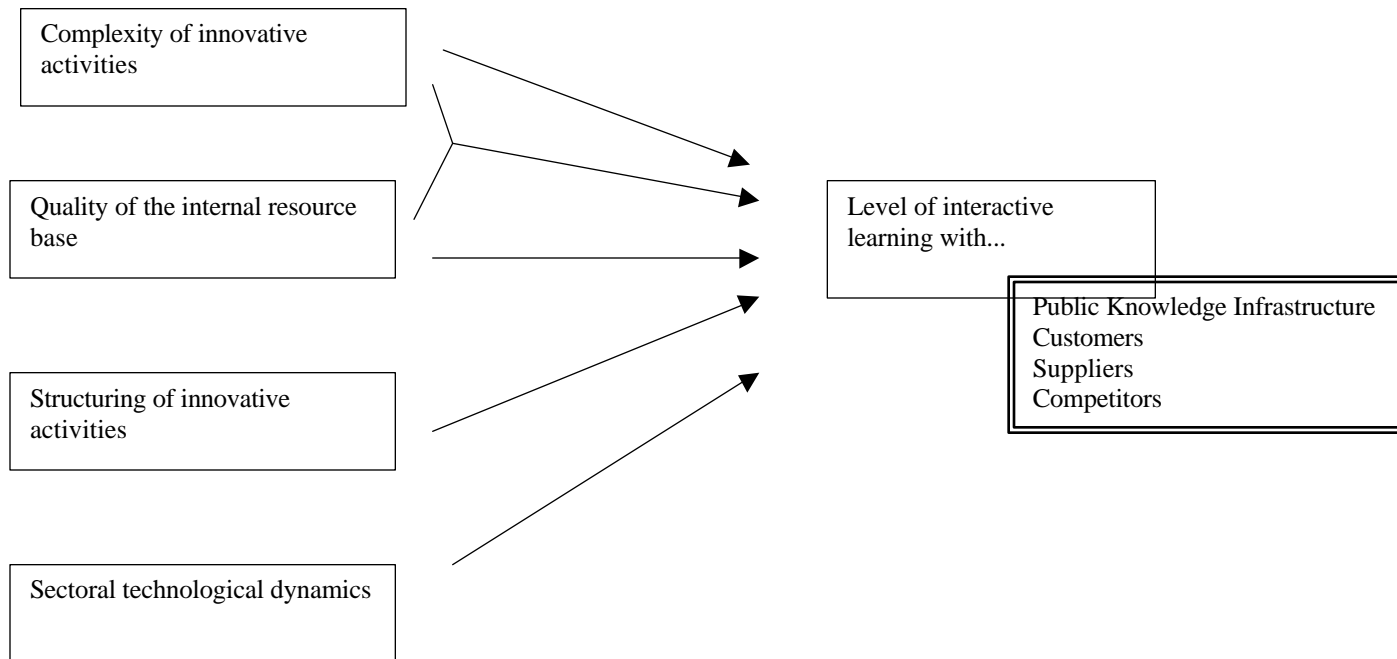 Complexity of innovative
activities
Quality of the internal resource
base
Level of interactive
learning with...
Public Knowledge Infrastructure
Customers
Suppliers
Competitors
Structuring of innovative
activities
Sectoral technological dynamics